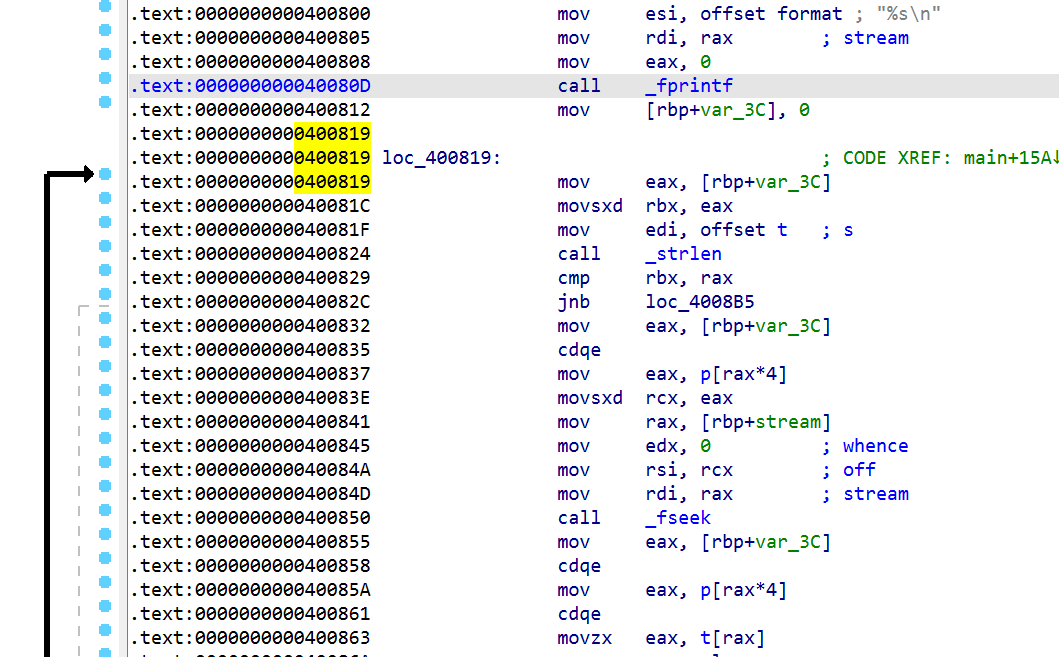 .text:0000000000400800 mov esi, offset format ; "%s\n"
.text:0000000000400805 mov rdi, rax ; stream
.text:0000000000400808 mov eax, 0
.text:000000000040080D call _fprintf
.text:0000000000400812 mov [rbp+var_3C], 0
.text:0000000000400819
.text:0000000000400819 loc_400819: ; CODE XREF: main+15A↓
.text:0000000000400819 mov eax, [rbp+var_3C]
.text:000000000040081C movsxd rbx, eax
.text:000000000040081F mov edi, offset t ; s
.text:0000000000400824 call _strlen
.text:0000000000400829 cmp rbx, rax
.text:000000000040082C jnb loc_4008B5
.text:0000000000400832 mov eax, [rbp+var_3C]
.text:0000000000400835 cdqe
.text:0000000000400837 mov eax, p[rax*4]
.text:000000000040083E movsxd rcx, eax
.text:0000000000400841 mov rax, [rbp+stream]
.text:0000000000400845 mov edx, 0 ; whence
.text:000000000040084A mov rsi, rcx ; off
.text:000000000040084D mov rdi, rax ; stream
.text:0000000000400850 call _fseek
.text:0000000000400855 mov eax, [rbp+var_3C]
.text:0000000000400858 cdqe
.text:000000000040085A mov eax, p[rax*4]
.text:0000000000400861 cdqe
.text:0000000000400863 movzx eax, t[rax]